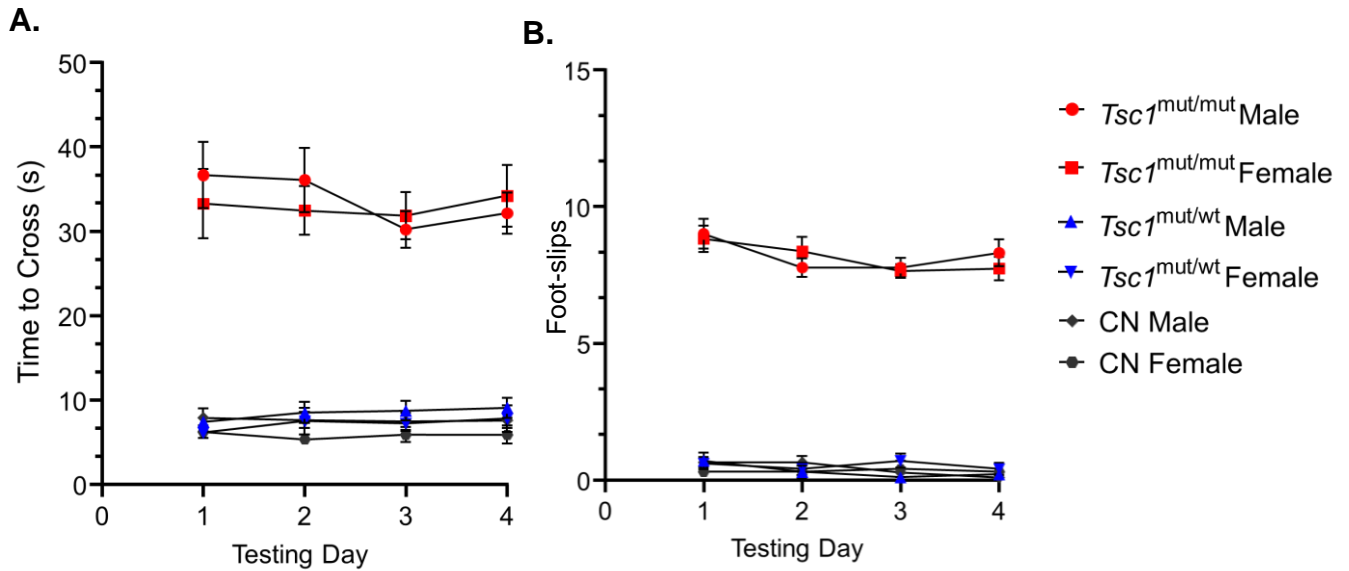 A.
50
40
30
20
10
0
0 1 2 3 4
Time to Cross (s)
Testing Day
B.
15
10
5
0
0 1 2 3 4
Foot-slips
Testing Day
Tsc1mut/mut Male
Tsc1mut/mut Female
Tsc1mut/wt Male
Tsc1mut/wt Female
CN Male
CN Female